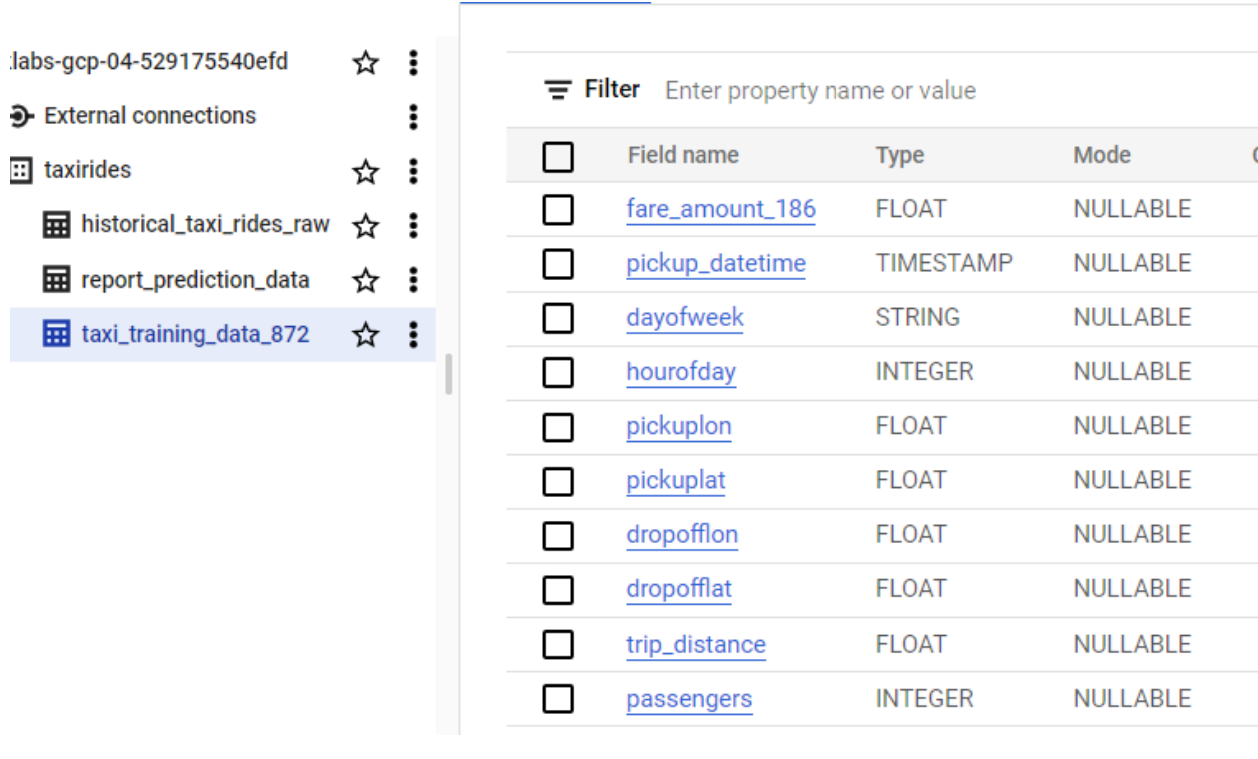 labs-gcp-04-529175540efd
External connections
taxirides
historical_taxi_rides_raw
report_prediction_data
taxi_training_data_872
Filter Enter property name or value
Field name Type Mode
fare_amount_186 FLOAT NULLABLE
pickup_datetime TIMESTAMP NULLABLE
dayofweek STRING NULLABLE
hourofday INTEGER NULLABLE
pickuplon FLOAT NULLABLE
pickuplat FLOAT NULLABLE
dropofflon FLOAT NULLABLE
dropofflat FLOAT NULLABLE
trip_distance FLOAT NULLABLE
passengers INTEGER NULLABLE